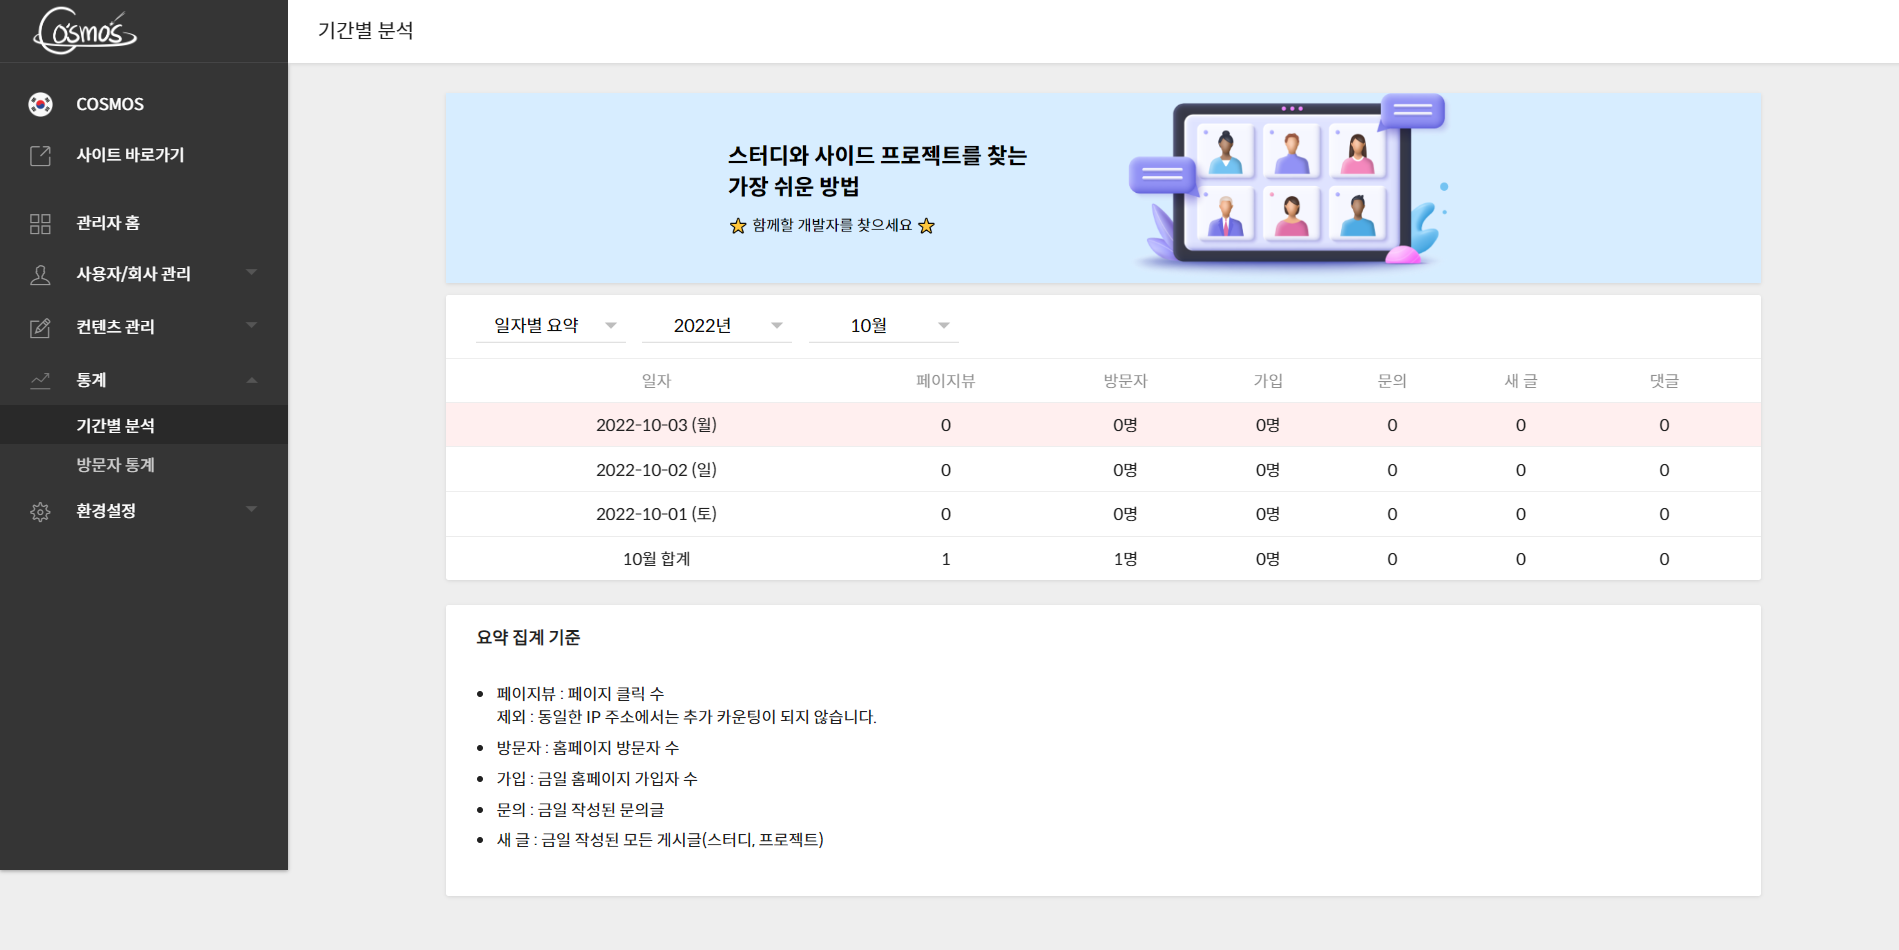 Cosmos
기간별 분석
COSMOS
사이트 바로가기
관리자 홈
사용자/회사 관리
컨텐츠 관리
통계
기간별 분석
방문자 통계
환경설정
스터디와 사이드 프로젝트를 찾는
가장 쉬운 방법
⭐ 함께할 개발자를 찾으세요 ⭐
일자별 요약 2022년 10월
일자 페이지뷰 방문자 가입 문의 새 글 댓글
2022-10-03 (월) 0 0명 0명 0 0 0
2022-10-02 (일) 0 0명 0명 0 0 0
2022-10-01 (토) 0 0명 0명 0 0 0
10월 합계 1 1명 0명 0 0 0
요약 집계 기준
• 페이지뷰 : 페이지 클릭 수
제외 : 동일한 IP 주소에서는 추가 카운팅이 되지 않습니다.
• 방문자 : 홈페이지 방문자 수
• 가입 : 금일 홈페이지 가입자 수
• 문의 : 금일 작성된 문의글
• 새 글 : 금일 작성된 모든 게시글(스터디, 프로젝트)